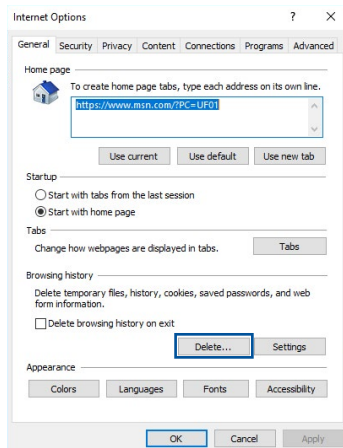 Internet Options ? X
General Security Privacy Content Connections Programs Advanced
Home page
To create home page tabs, type each address on its own line.
https://www.msn.com/?PC=UF01
Use current Use default Use new tab
Startup
Start with tabs from the last session
Start with home page
Tabs
Change how webpages are displayed in tabs. Tabs
Browsing history
Delete temporary files, history, cookies, saved passwords, and web
form information.
Delete browsing history on exit
Delete... Settings
Appearance
Colors Languages Fonts Accessibility
OK Cancel Apply